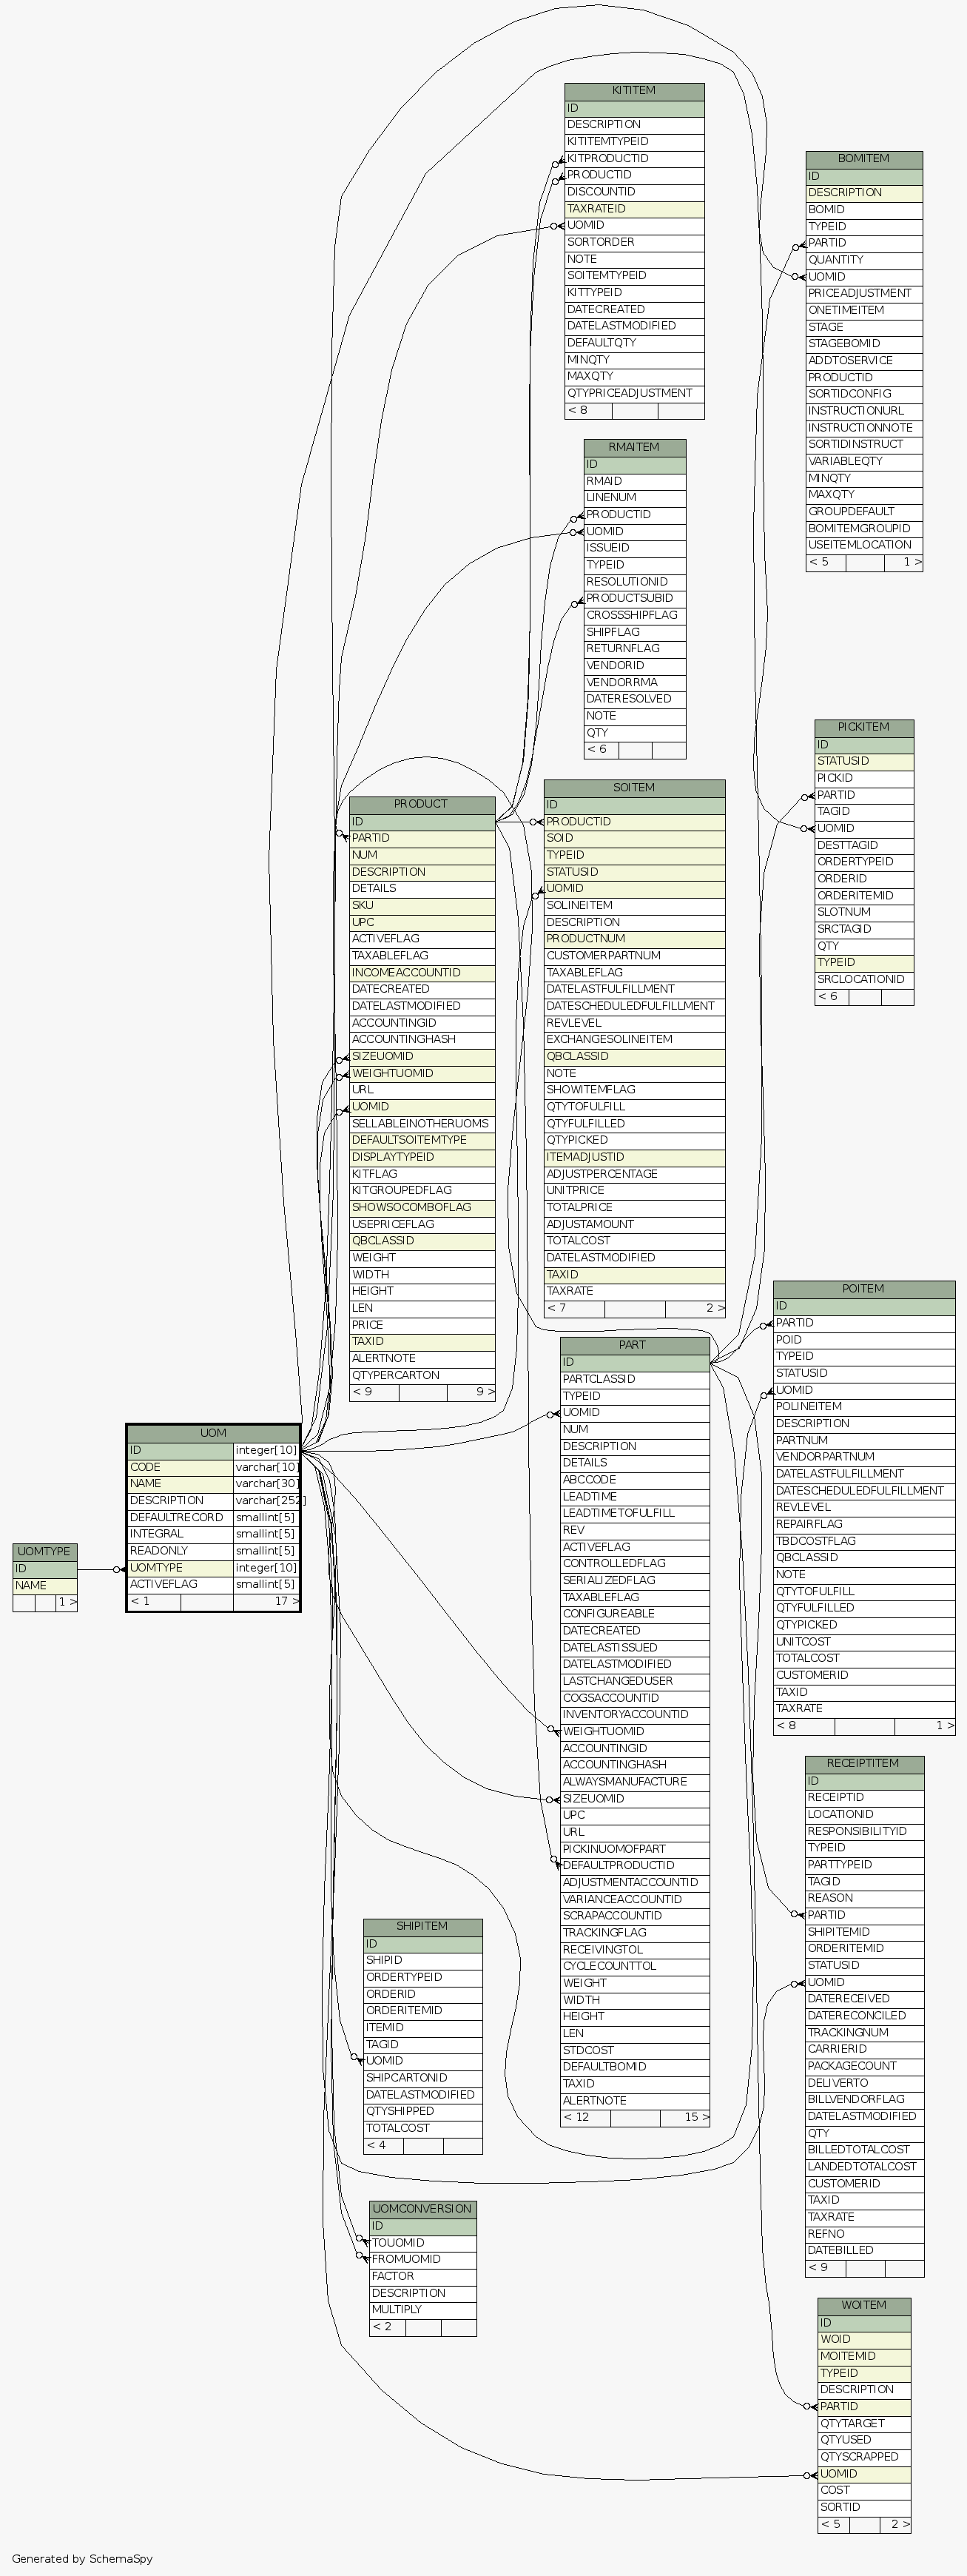 KITITEM
ID
DESCRIPTION
KITITEMTYPEID
KITPRODUCTID
PRODUCTID
DISCOUNTID
TAXRATEID
UOMID
SORTORDER
NOTE
SOITEMTYPEID
KITTYPEID
DATECREATED
DATELASTMODIFIED
DEFAULTQTY
MINQTY
MAXQTY
QTYPRICEADJUSTMENT
< 8
BOMITEM
ID
DESCRIPTION
BOMID
TYPEID
PARTID
QUANTITY
UOMID
PRICEADJUSTMENT
ONETIMEITEM
STAGE
STAGEBOMID
ADDTOSERVICE
PRODUCTID
SORTIDCONFIG
INSTRUCTIONURL
INSTRUCTIONNOTE
SORTIDINSTRUCT
VARIABLEQTY
MINQTY
MAXQTY
GROUPDEFAULT
BOMITEMGROUPID
USEITEMLOCATION
< 5 1 >
RMAITEM
ID
RMAID
LINENUM
PRODUCTID
UOMID
ISSUEID
TYPEID
RESOLUTIONID
PRODUCTSUBID
CROSSSHIPFLAG
SHIPFLAG
RETURNFLAG
VENDORID
VENDORRMA
DATERESOLVED
NOTE
QTY
< 6
PICKITEM
ID
STATUSID
PICKID
PARTID
TAGID
UOMID
DESTTAGID
ORDERTYPEID
ORDERID
ORDERITEMID
SLOTNUM
SRCTAGID
QTY
TYPEID
SRCLOCATIONID
< 6
PRODUCT
ID
PARTID
NUM
DESCRIPTION
DETAILS
SKU
UPC
ACTIVEFLAG
TAXABLEFLAG
INCOMEACCOUNTID
DATECREATED
DATELASTMODIFIED
ACCOUNTINGID
ACCOUNTINGHASH
SIZEUOMID
WEIGHTUOMID
URL
UOMID
SELLABLEINOTHERUOMS
DEFAULTSOITEMTYPE
DISPLAYTYPEID
KITFLAG
KITGROUPEDFLAG
SHOWSOCOMBOFLAG
USEPRICEFLAG
QBCLASSID
WEIGHT
WIDTH
HEIGHT
LEN
PRICE
TAXID
ALERTNOTE
QTYPERCARTON
< 9 9 >
SOITEM
ID
PRODUCTID
SOID
TYPEID
STATUSID
UOMID
SOLINEITEM
DESCRIPTION
PRODUCTNUM
CUSTOMERPARTNUM
TAXABLEFLAG
DATELASTFULFILLMENT
DATESCHEDULEDFULFILLMENT
REVLEVEL
EXCHANGESOLINEITEM
QBCLASSID
NOTE
SHOWITEMFLAG
QTYTOFULFILL
QTYFULFILLED
QTYPICKED
ITEMADJUSTID
ADJUSTPERCENTAGE
UNITPRICE
TOTALPRICE
ADJUSTAMOUNT
TOTALCOST
DATELASTMODIFIED
TAXID
TAXRATE
< 7 2 >
POITEM
ID
PARTID
POID
TYPEID
STATUSID
UOMID
POLINEITEM
DESCRIPTION
PARTNUM
VENDORPARTNUM
DATELASTFULFILLMENT
DATESCHEDULEDFULFILLMENT
REVLEVEL
REPAIRFLAG
TBDCOSTFLAG
QBCLASSID
NOTE
QTYTOFULFILL
QTYFULFILLED
QTYPICKED
UNITCOST
TOTALCOST
CUSTOMERID
TAXID
TAXRATE
< 8 1 >
PART
ID
PARTCLASSID
TYPEID
UOMID
NUM
DESCRIPTION
DETAILS
ABCCODE
LEADTIME
LEADTIMETOFULFILL
REV
ACTIVEFLAG
CONTROLLEDFLAG
SERIALIZEDFLAG
TAXABLEFLAG
CONFIGUREABLE
DATECREATED
DATELASTISSUED
DATELASTMODIFIED
LASTCHANGEDUSER
COGSACCOUNTID
INVENTORYACCOUNTID
WEIGHTUOMID
ACCOUNTINGID
ACCOUNTINGHASH
ALWAYSMANUFACTURE
SIZEUOMID
UPC
URL
PICKINUOMOFPART
DEFAULTPRODUCTID
ADJUSTMENTACCOUNTID
VARIANCEACCOUNTID
SCRAPACCOUNTID
TRACKINGFLAG
RECEIVINGTOL
CYCLECOUNTTOL
WEIGHT
WIDTH
HEIGHT
LEN
STDCOST
DEFAULTBOMID
TAXID
ALERTNOTE
< 12 15 >
UOM
ID integer[10]
CODE varchar[10]
NAME varchar[30]
DESCRIPTION varchar[252]
DEFAULTRECORD smallint[5]
INTEGRAL smallint[5]
READONLY smallint[5]
UOMTYPE integer[10]
ACTIVEFLAG smallint[5]
< 1 17 >
UOMTYPE
ID
NAME
1 >
RECEIPTITEM
ID
RECEIPTID
LOCATIONID
RESPONSIBILITYID
TYPEID
PARTTYPEID
TAGID
REASON
PARTID
SHIPITEMID
ORDERITEMID
STATUSID
UOMID
DATERECEIVED
DATERECONCILED
TRACKINGNUM
CARRIERID
PACKAGECOUNT
DELIVERTO
BILLVENDORFLAG
DATELASTMODIFIED
QTY
BILLEDTOTALCOST
LANDEDTOTALCOST
CUSTOMERID
TAXID
TAXRATE
REFNO
DATEBILLED
< 9
SHIPITEM
ID
SHIPID
ORDERTYPEID
ORDERID
ORDERITEMID
ITEMID
TAGID
UOMID
SHIPCARTONID
DATELASTMODIFIED
QTYSHIPPED
TOTALCOST
< 4
UOMCONVERSION
ID
TOUOMID
FROMUOMID
FACTOR
DESCRIPTION
MULTIPLY
< 2
WOITEM
ID
WOID
MOITEMID
TYPEID
DESCRIPTION
PARTID
QTYTARGET
QTYUSED
QTYSCRAPPED
UOMID
COST
SORTID
< 5 2 >
Generated by SchemaSpy